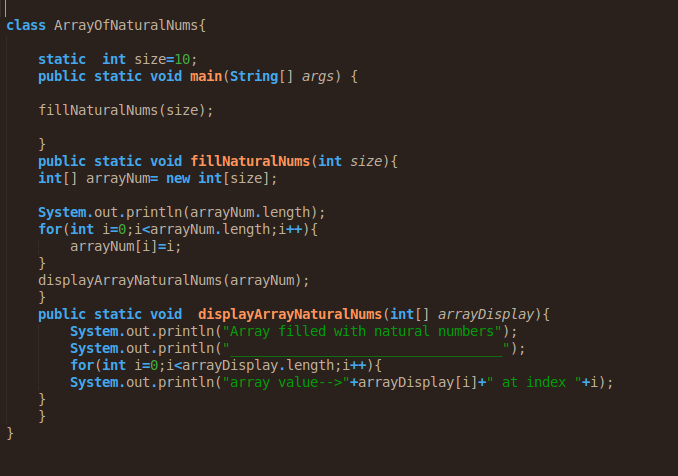 class ArrayOfNaturalNums{
static  int size=10;
public static void main(String[] args) {
fillNaturalNums(size);
}
public static void fillNaturalNums(int size){
int[] arrayNum= new int[size];
System.out.println(arrayNum.length);
for(int i=0;i<arrayNum.length;i++){
arrayNum[i]=i;
}
displayArrayNaturalNums(arrayNum);
}
public static void  displayArrayNaturalNums(int[] arrayDisplay){
System.out.println("Array filled with natural numbers");
System.out.println("__________________________________");
for(int i=0;i<arrayDisplay.length;i++){
System.out.println("array value-->"+arrayDisplay[i]+" at index "+i);
}
}
}